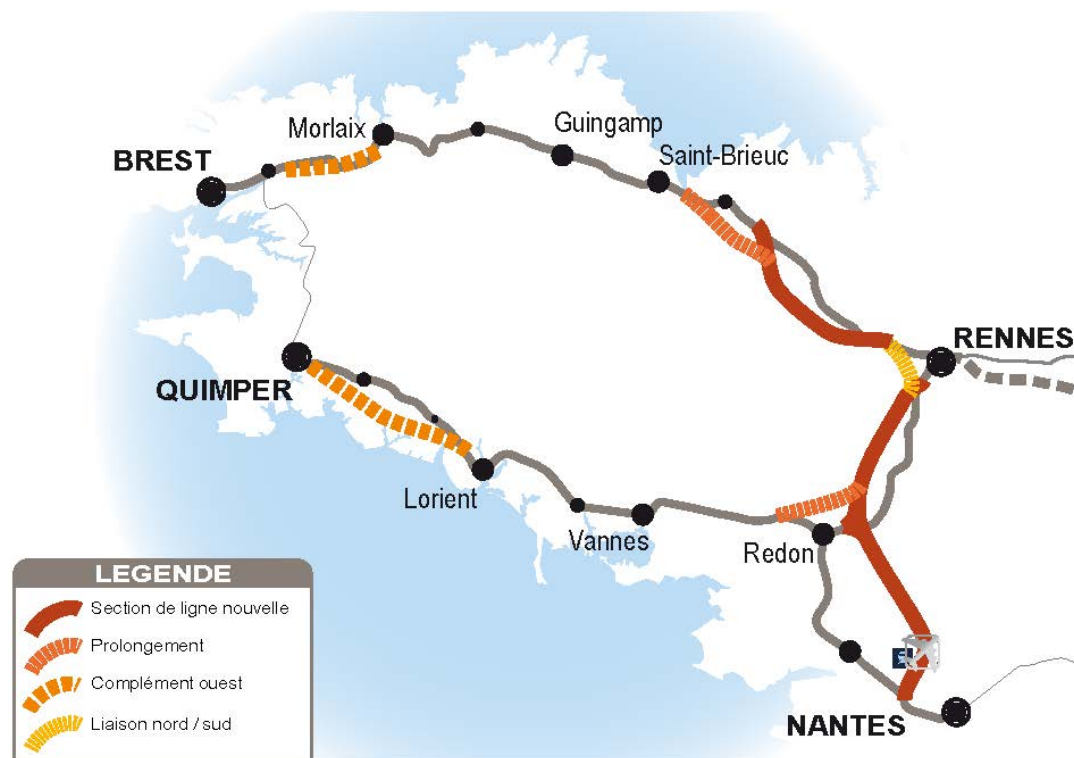 Morlaix
Guingamp
Saint-Brieuc
BREST
RENNES
QUIMPER
Lorient
Vannes
Redon
NANTES
LEGENDE
Section de ligne nouvelle
Prolongement
Complément ouest
Liaison nord / sud